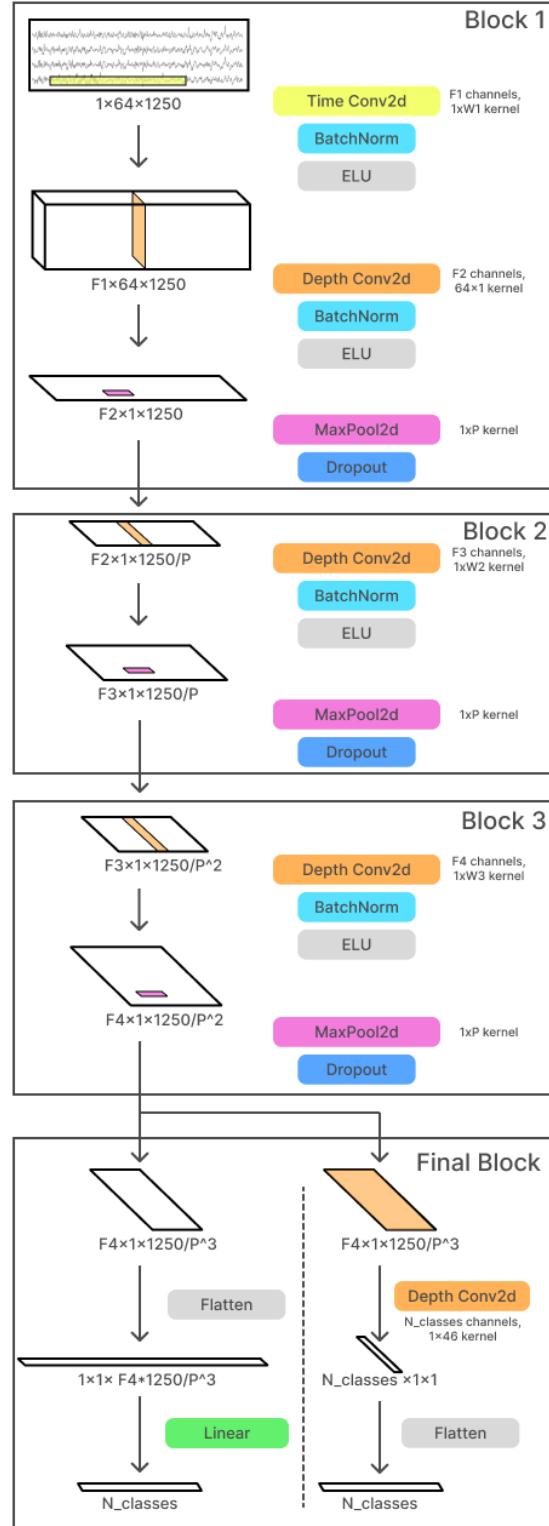 Block 1
1×64×1250
Time Conv2d
F1 channels,
1xW1 kernel
BatchNorm
ELU
F1×64×1250
Depth Conv2d
F2 channels,
64×1 kernel
BatchNorm
ELU
F2×1×1250
MaxPool2d
1xP kernel
Dropout
Block 2
F2×1×1250/P
Depth Conv2d
F3 channels,
1xW2 kernel
BatchNorm
ELU
F3×1×1250/P
MaxPool2d
1xP kernel
Dropout
Block 3
F3×1×1250/P^2
Depth Conv2d
F4 channels,
1xW3 kernel
BatchNorm
ELU
F4×1×1250/P^2
MaxPool2d
1xP kernel
Dropout
Final Block
F4×1×1250/P^3
F4×1×1250/P^3
Flatten
Depth Conv2d
N_classes channels,
1×46 kernel
1×1× F4*1250/P^3
N_classes ×1×1
Linear
Flatten
N_classes
N_classes